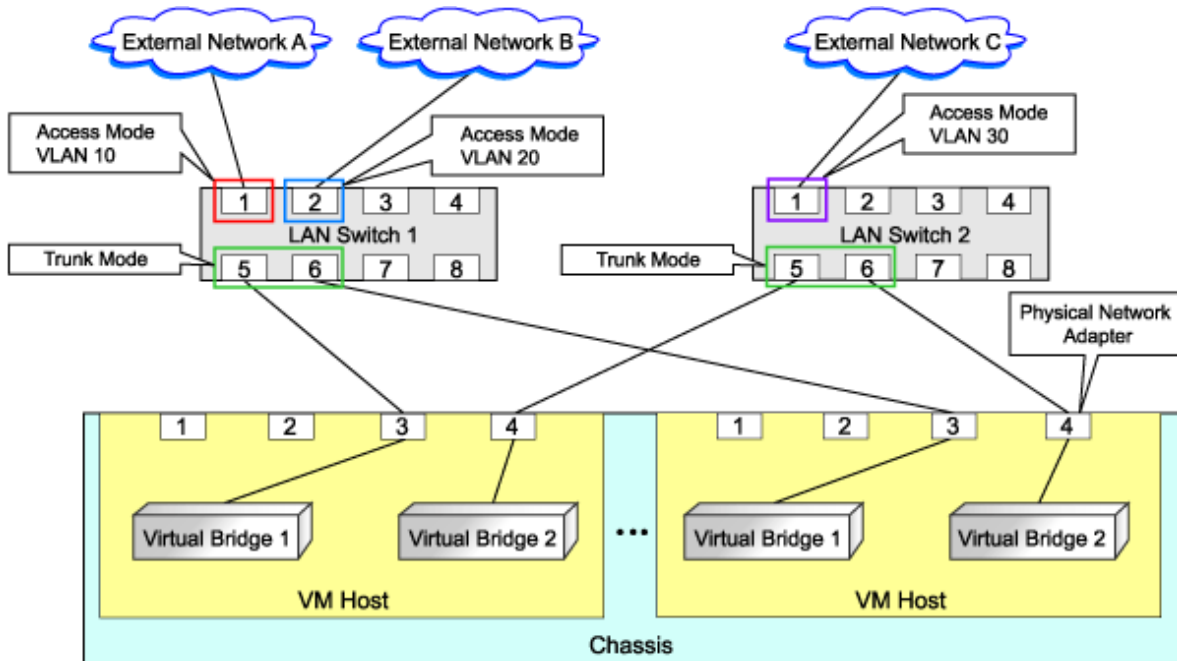 External Network A
External Network B
External Network C
Access Mode
VLAN 10
Access Mode
VLAN 20
Access Mode
VLAN 30
1 2 3 4
LAN Switch 1
5 6 7 8
1 2 3 4
LAN Switch 2
5 6 7 8
Trunk Mode
Trunk Mode
Physical Network
Adapter
1 2 3 4
1 2 3 4
Virtual Bridge 1
Virtual Bridge 2
...
Virtual Bridge 1
Virtual Bridge 2
VM Host
VM Host
Chassis